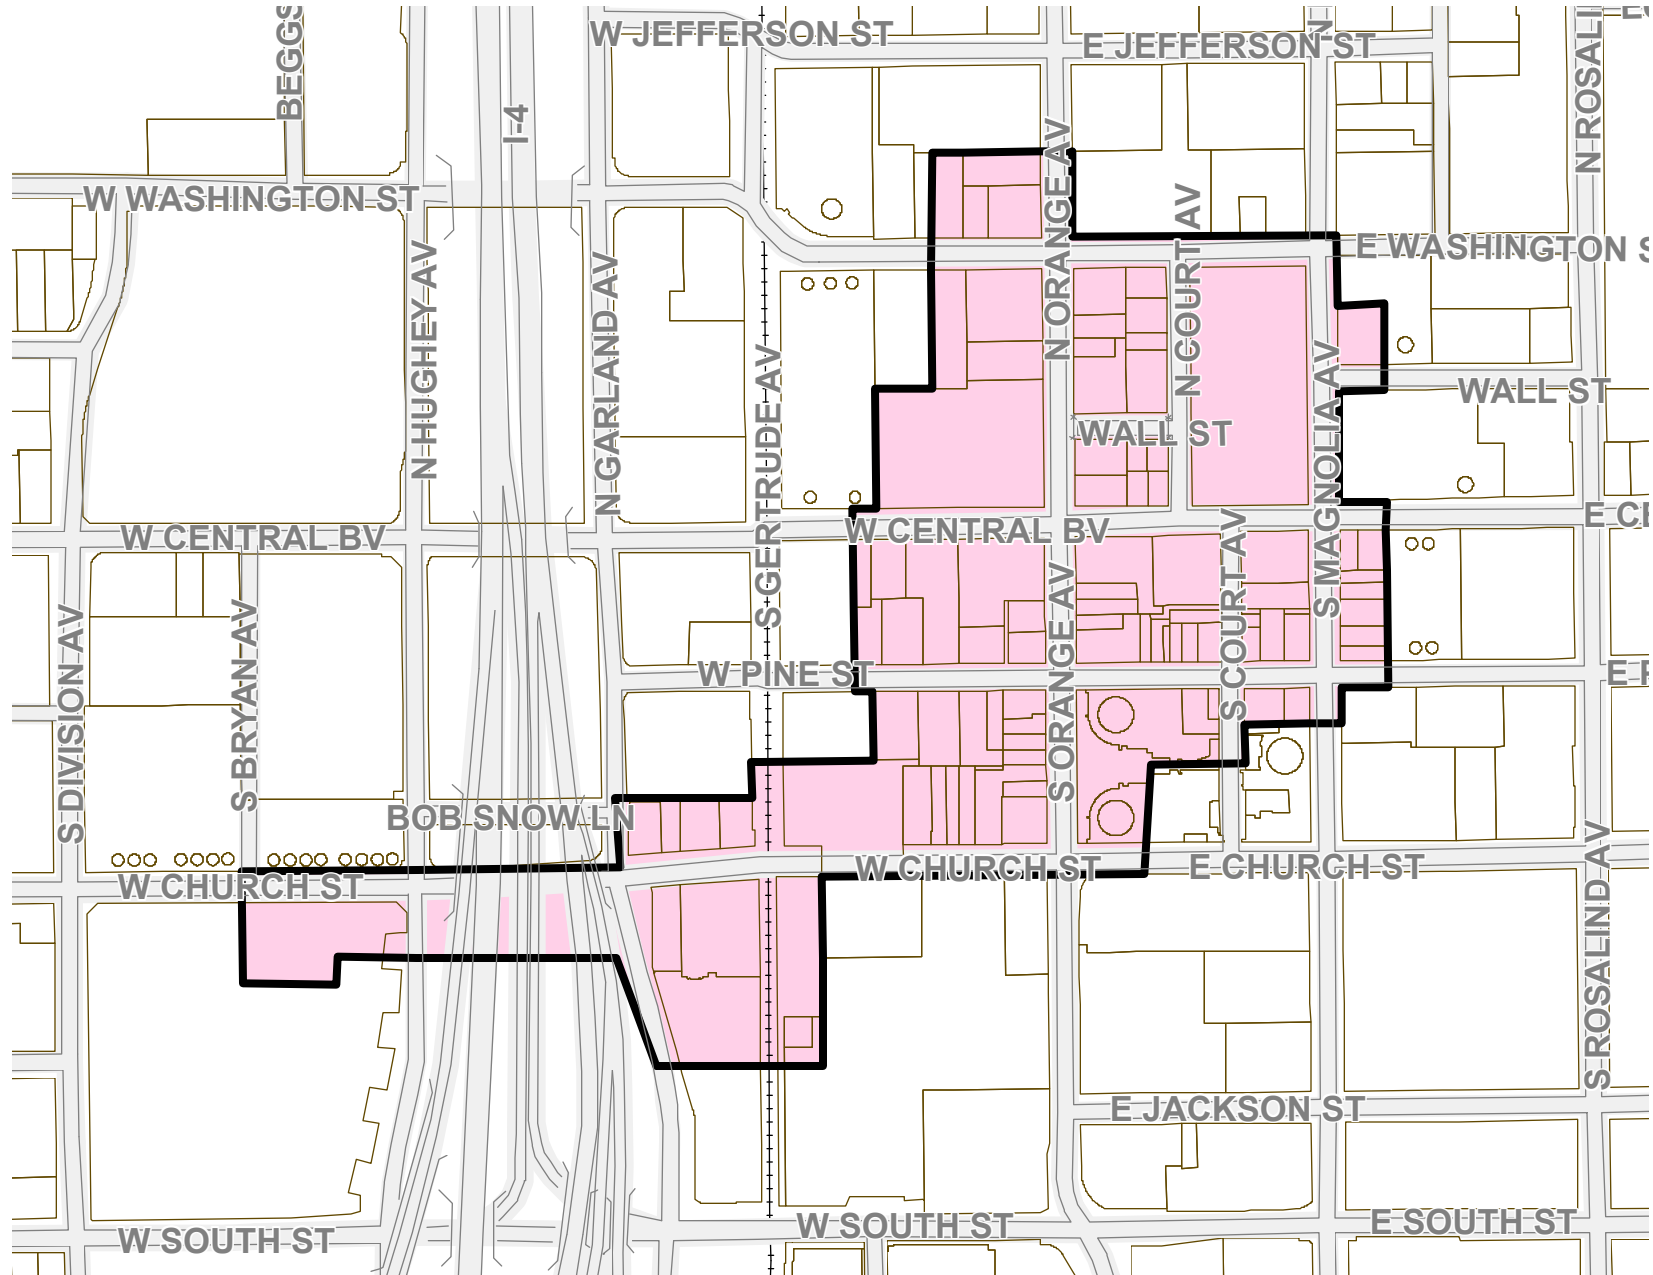 BEGGS
W JEFFERSON ST
E JEFFERSON ST
N
N ROSALI
I-4
N ORANGE AV
W WASHINGTON ST
N COURT AV
E WASHINGTON S
N HUGHEY AV
N GARLAND AV
S GERTRUDE AV
S MAGNOLIA AV
WALL ST
WALL ST
W CENTRAL BV
W CENTRAL BV
E CE
S DIVISION AV
S BRYAN AV
S ORANGE AV
S COURT AV
W PINE ST
BOB SNOW LN
W CHURCH ST
W CHURCH ST
E CHURCH ST
S ROSALIND AV
E JACKSON ST
W SOUTH ST
W SOUTH ST
E SOUTH ST